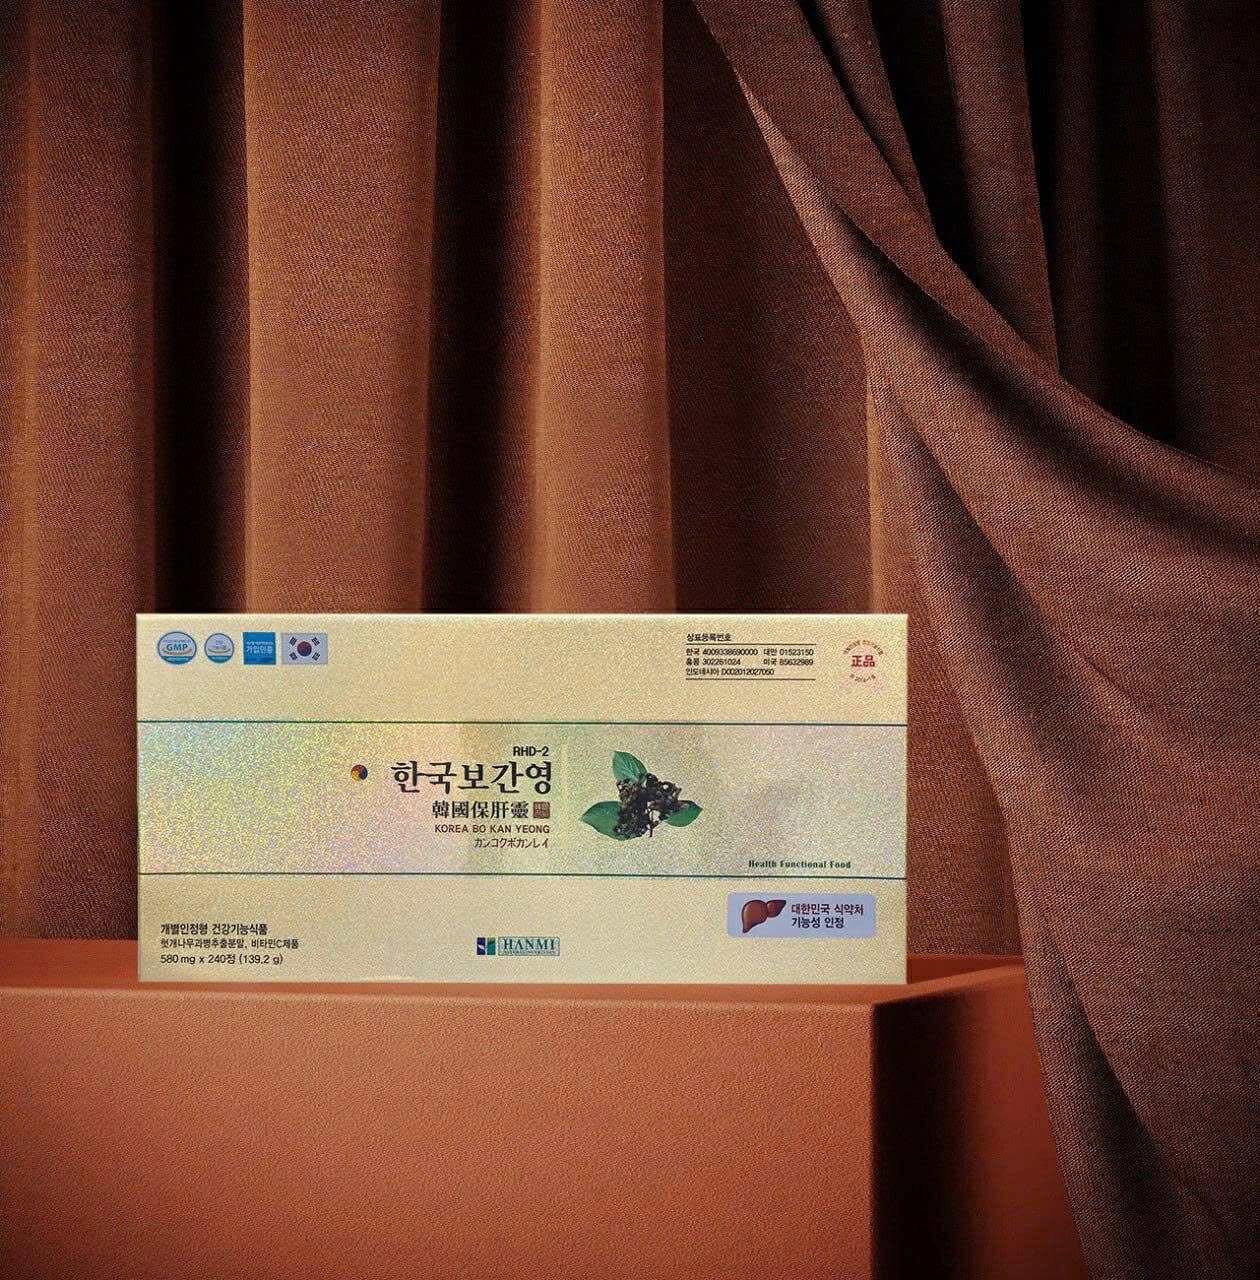 GMP
가입인증
상표등록번호
한국 4009338690000 대만 01523150
홍콩 302261024 미국 85632989
인도네시아 D002012027050
正品
RHD-2
한국보간영
韓國保肝靈
KOREA BO KAN YEONG
カンコクボカンレイ
Health Functional Food
대한민국 식약처
기능성 인정
개별인정형 건강기능식품
헛개나무과병추출분말, 비타민C제품
580 mg x 240정 (139.2 g)
HANMI